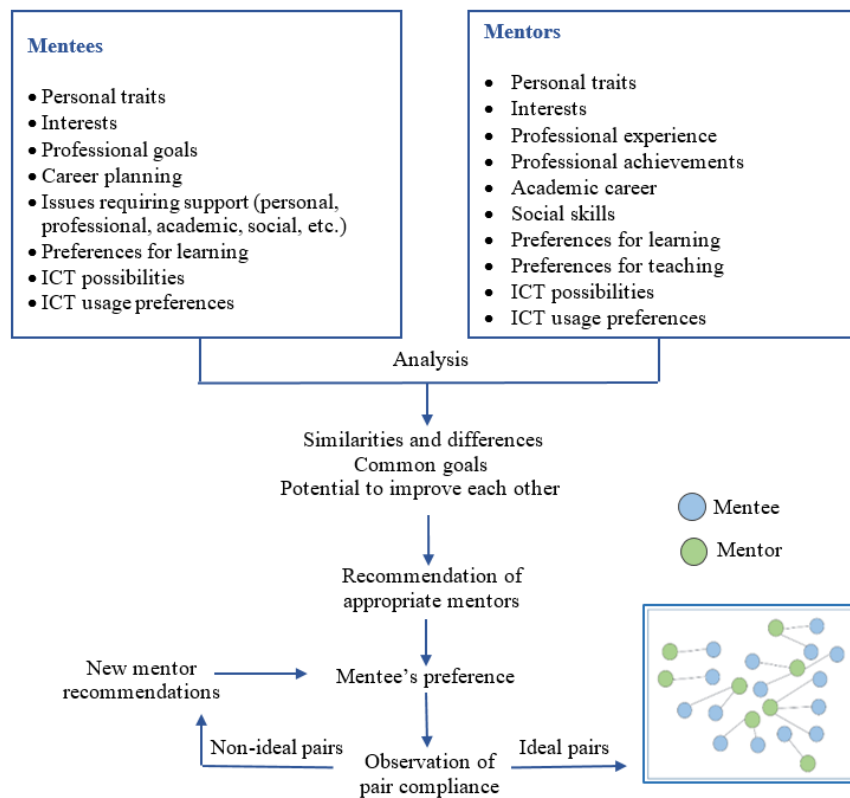 Mentees
• Personal traits
• Interests
• Professional goals
• Career planning
• Issues requiring support (personal,
professional, academic, social, etc.)
• Preferences for learning
• ICT possibilities
• ICT usage preferences
Mentors
• Personal traits
• Interests
• Professional experience
• Professional achievements
• Academic career
• Social skills
• Preferences for learning
• Preferences for teaching
• ICT possibilities
• ICT usage preferences
Analysis
Similarities and differences
Common goals
Potential to improve each other
Mentee
Mentor
Recommendation of
appropriate mentors
New mentor
recommendations
Mentee's preference
Non-ideal pairs
Observation of
pair compliance
Ideal pairs